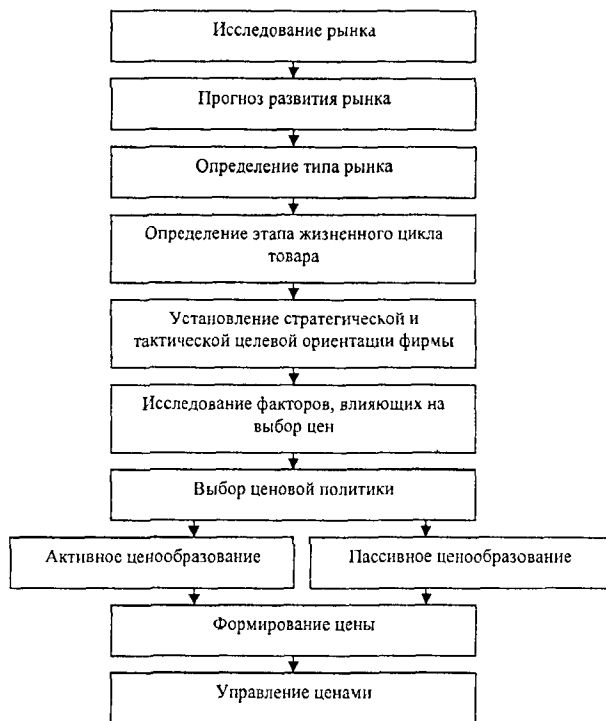 Исследование рынка
Прогноз развития рынка
Определение типа рынка
Определение этапа жизненного цикла
товара
Установление стратегической и
тактической целевой ориентации фирмы
Исследование факторов, влияющих на
выбор цен
Выбор ценовой политики
Активное ценообразование
Пассивное ценообразование
Формирование цены
Управление ценами